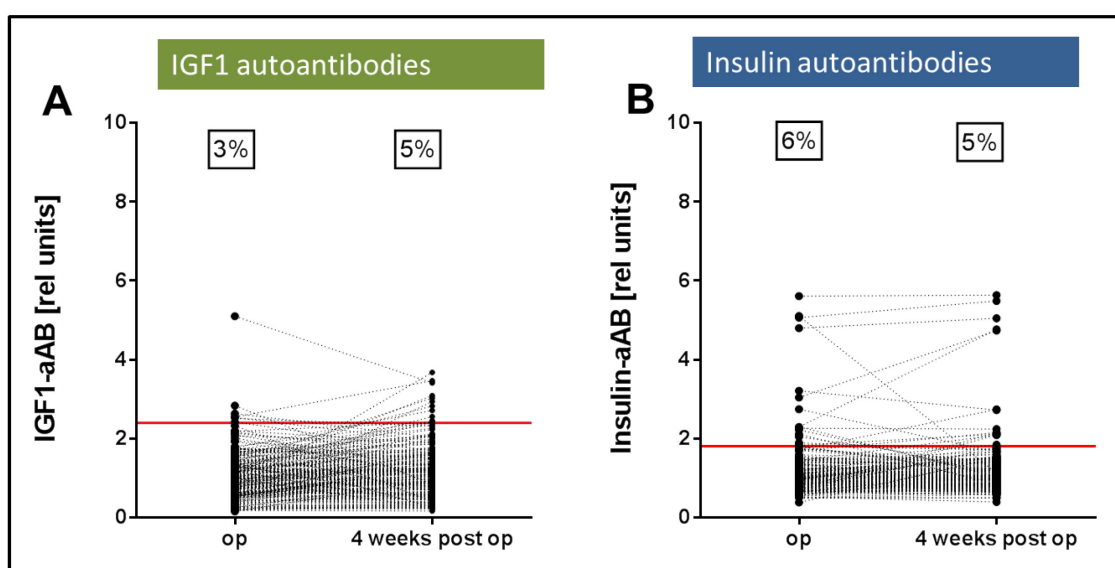 IGF1 autoantibodies
A
IGF1-aAB [rel units]
10
8
6
4
2
0
3%
5%
op
4 weeks post op
Insulin autoantibodies
B
Insulin-aAB [rel units]
10
8
6
4
2
0
6%
5%
op
4 weeks post op